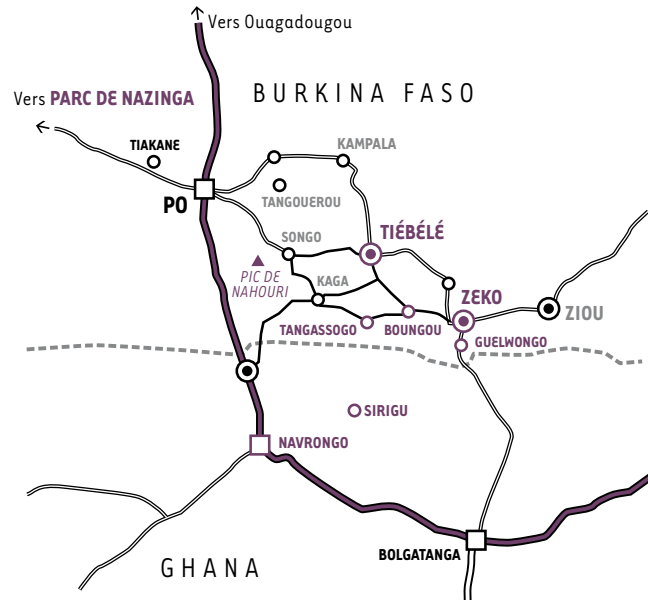 Vers Ouagadougou
BURKINA FASO
Vers PARC DE NAZINGA
TIAKANE
KAMPALA
PO
TANGOUEROU
TIÉBÉLÉ
SONGO
PIC DE
NAHOURI
KAGA
ZEKO
ZIOU
TANGASSOGO
BOUNGOU
GUELWONGO
SIRIGU
NAVRONGO
BOLGATANGA
GHANA